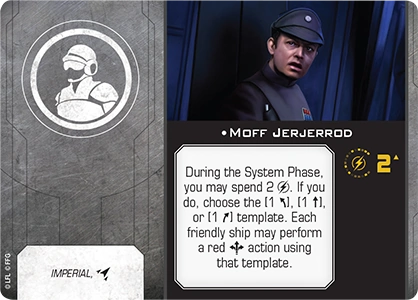 • MOFF JERJERROD
2
During the System Phase,
you may spend 2 . If you
do, choose the [1 ], [1 ],
or [1 ] template. Each
friendly ship may perform
a red action using
that template.
IMPERIAL,
©LFL ©FFG